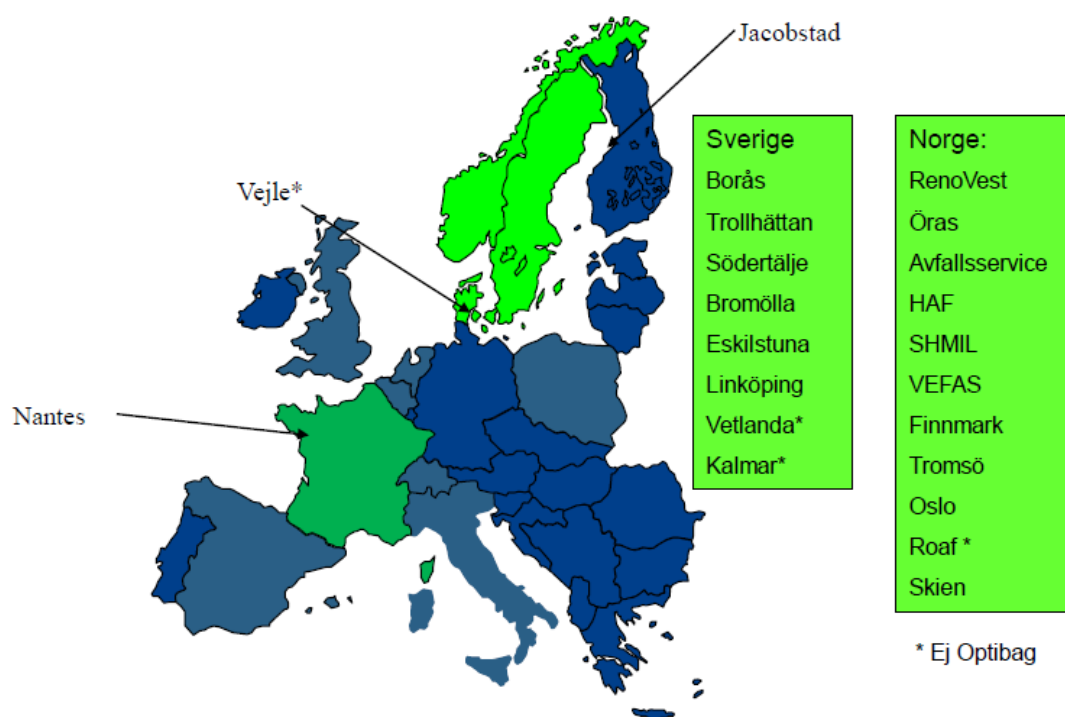 Jacobstad
Vejle*
Nantes
Sverige
Borås
Trollhättan
Södertälje
Bromölla
Eskilstuna
Linköping
Vetlanda*
Kalmar*
Norge:
RenoVest
Öras
Avfallsservice
HAF
SHMIL
VEFAS
Finnmark
Tromsö
Oslo
Roaf *
Skien
* Ej Optibag